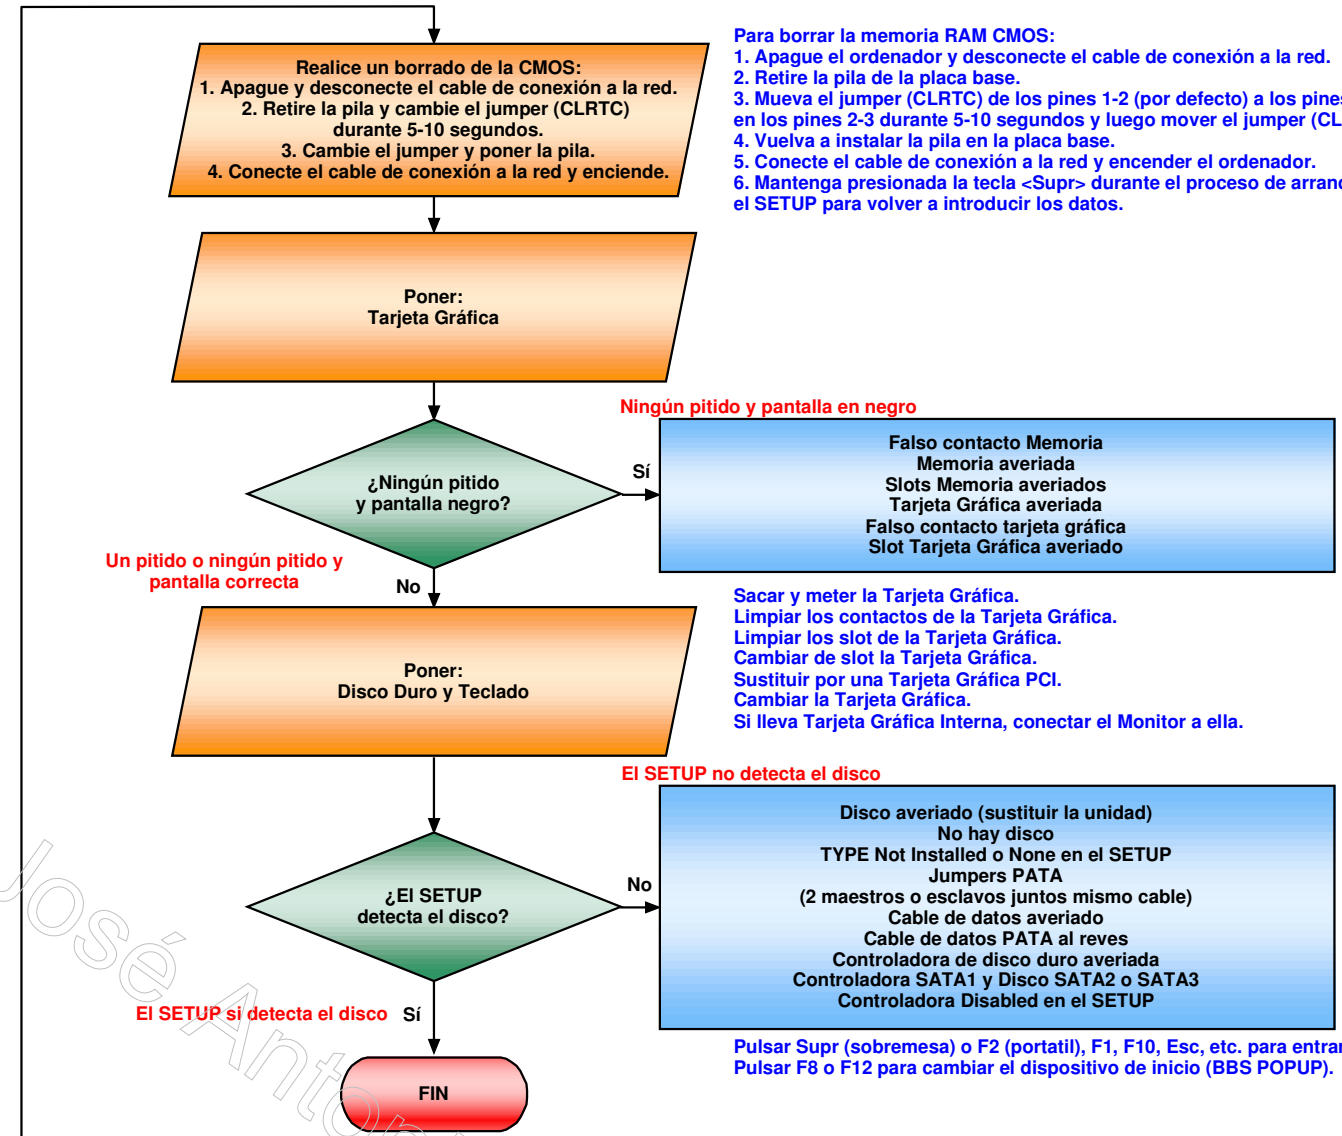 Realice un borrado de la CMOS:
1. Apague y desconecte el cable de conexión a la red.
2. Retire la pila y cambie el jumper (CLRTC)
durante 5-10 segundos.
3. Cambie el jumper y poner la pila.
4. Conecte el cable de conexión a la red y enciende.
Para borrar la memoria RAM CMOS:
1. Apague el ordenador y desconecte el cable de conexión a la red.
2. Retire la pila de la placa base.
3. Mueva el jumper (CLRTC) de los pines 1-2 (por defecto) a los pines
en los pines 2-3 durante 5-10 segundos y luego mover el jumper (CL
4. Vuelva a instalar la pila en la placa base.
5. Conecte el cable de conexión a la red y encender el ordenador.
6. Mantenga presionada la tecla <Supr> durante el proceso de arranq
el SETUP para volver a introducir los datos.
Poner:
Tarjeta Gráfica
Ningún pitido y pantalla en negro
¿Ningún pitido
y pantalla negro?
Sí
Falso contacto Memoria
Memoria averiada
Slots Memoria averiados
Tarjeta Gráfica averiada
Falso contacto tarjeta gráfica
Slot Tarjeta Gráfica averiado
Un pitido o ningún pitido y
pantalla correcta
No
Poner:
Disco Duro y Teclado
Sacar y meter la Tarjeta Gráfica.
Limpiar los contactos de la Tarjeta Gráfica.
Limpiar los slot de la Tarjeta Gráfica.
Cambiar de slot la Tarjeta Gráfica.
Sustituir por una Tarjeta Gráfica PCI.
Cambiar la Tarjeta Gráfica.
Si lleva Tarjeta Gráfica Interna, conectar el Monitor a ella.
El SETUP no detecta el disco
¿El SETUP
detecta el disco?
No
Disco averiado (sustituir la unidad)
No hay disco
TYPE Not Installed o None en el SETUP
Jumpers PATA
(2 maestros o esclavos juntos mismo cable)
Cable de datos averiado
Cable de datos PATA al reves
Controladora de disco duro averiada
Controladora SATA1 y Disco SATA2 o SATA3
Controladora Disabled en el SETUP
El SETUP si detecta el disco
Sí
Pulsar Supr (sobremesa) o F2 (portatil), F1, F10, Esc, etc. para entrar
Pulsar F8 o F12 para cambiar el dispositivo de inicio (BBS POPUP).
FIN
José Anton